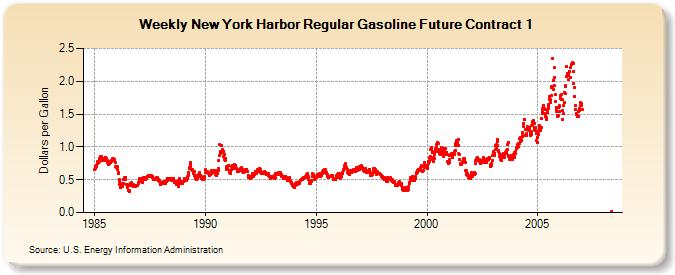 Weekly New York Harbor Regular Gasoline Future Contract 1
Dollars per Gallon
2.5
2.0
1.5
1.0
0.5
0.0
1985 1990 1995 2000 2005
Source: U.S. Energy Information Administration